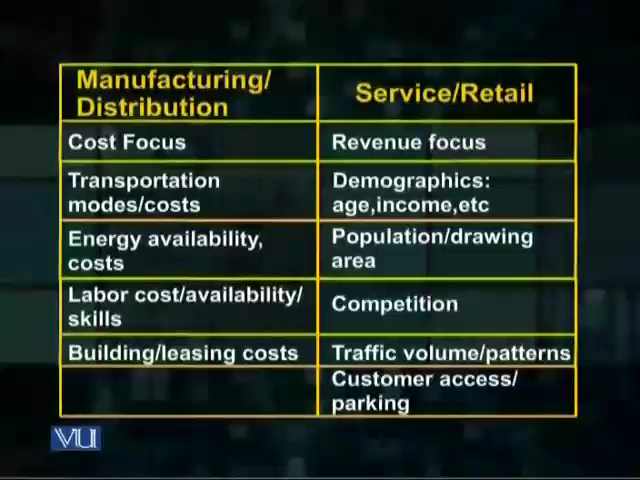 Manufacturing/
Distribution
Service/Retail
Cost Focus
Revenue focus
Transportation
modes/costs
Demographics:
age,income,etc
Energy availability,
costs
Population/drawing
area
Labor cost/availability/
skills
Competition
Building/leasing costs
Traffic volume/patterns
Customer access/
parking
VU